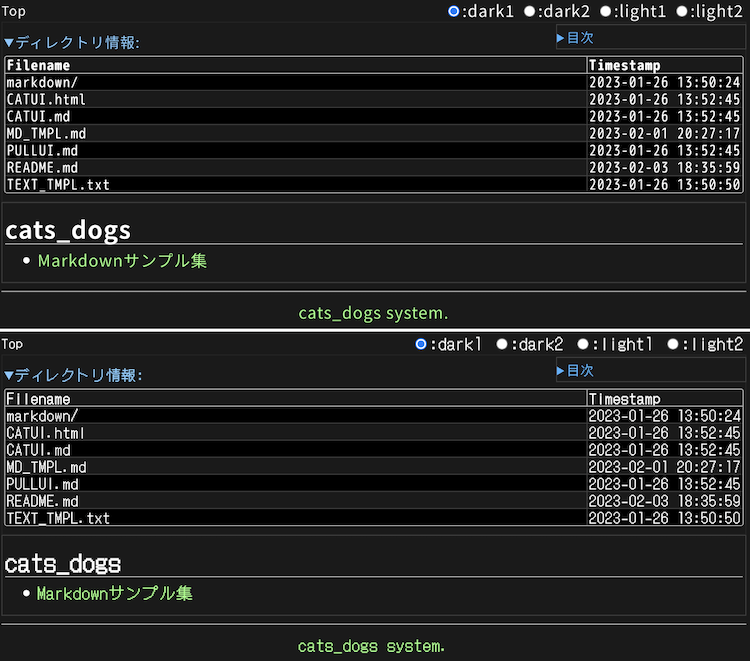 Top :dark1 :dark2 :light1 :light2
▼ディレクトリ情報: ▶目次
Filename Timestamp
markdown/ 2023-01-26 13:50:24
CATUI.html 2023-01-26 13:52:45
CATUI.md 2023-01-26 13:52:45
MD_TMPL.md 2023-02-01 20:27:17
PULLUI.md 2023-01-26 13:52:45
README.md 2023-02-03 18:35:59
TEXT_TMPL.txt 2023-01-26 13:50:50
cats_dogs
• Markdownサンプル集
cats_dogs system.
Top :dark1 :dark2 :light1 :light2
▼ディレクトリ情報: ▶目次
Filename Timestamp
markdown/ 2023-01-26 13:50:24
CATUI.html 2023-01-26 13:52:45
CATUI.md 2023-01-26 13:52:45
MD_TMPL.md 2023-02-01 20:27:17
PULLUI.md 2023-01-26 13:52:45
README.md 2023-02-03 18:35:59
TEXT_TMPL.txt 2023-01-26 13:50:50
cats_dogs
• Markdownサンプル集
cats_dogs system.